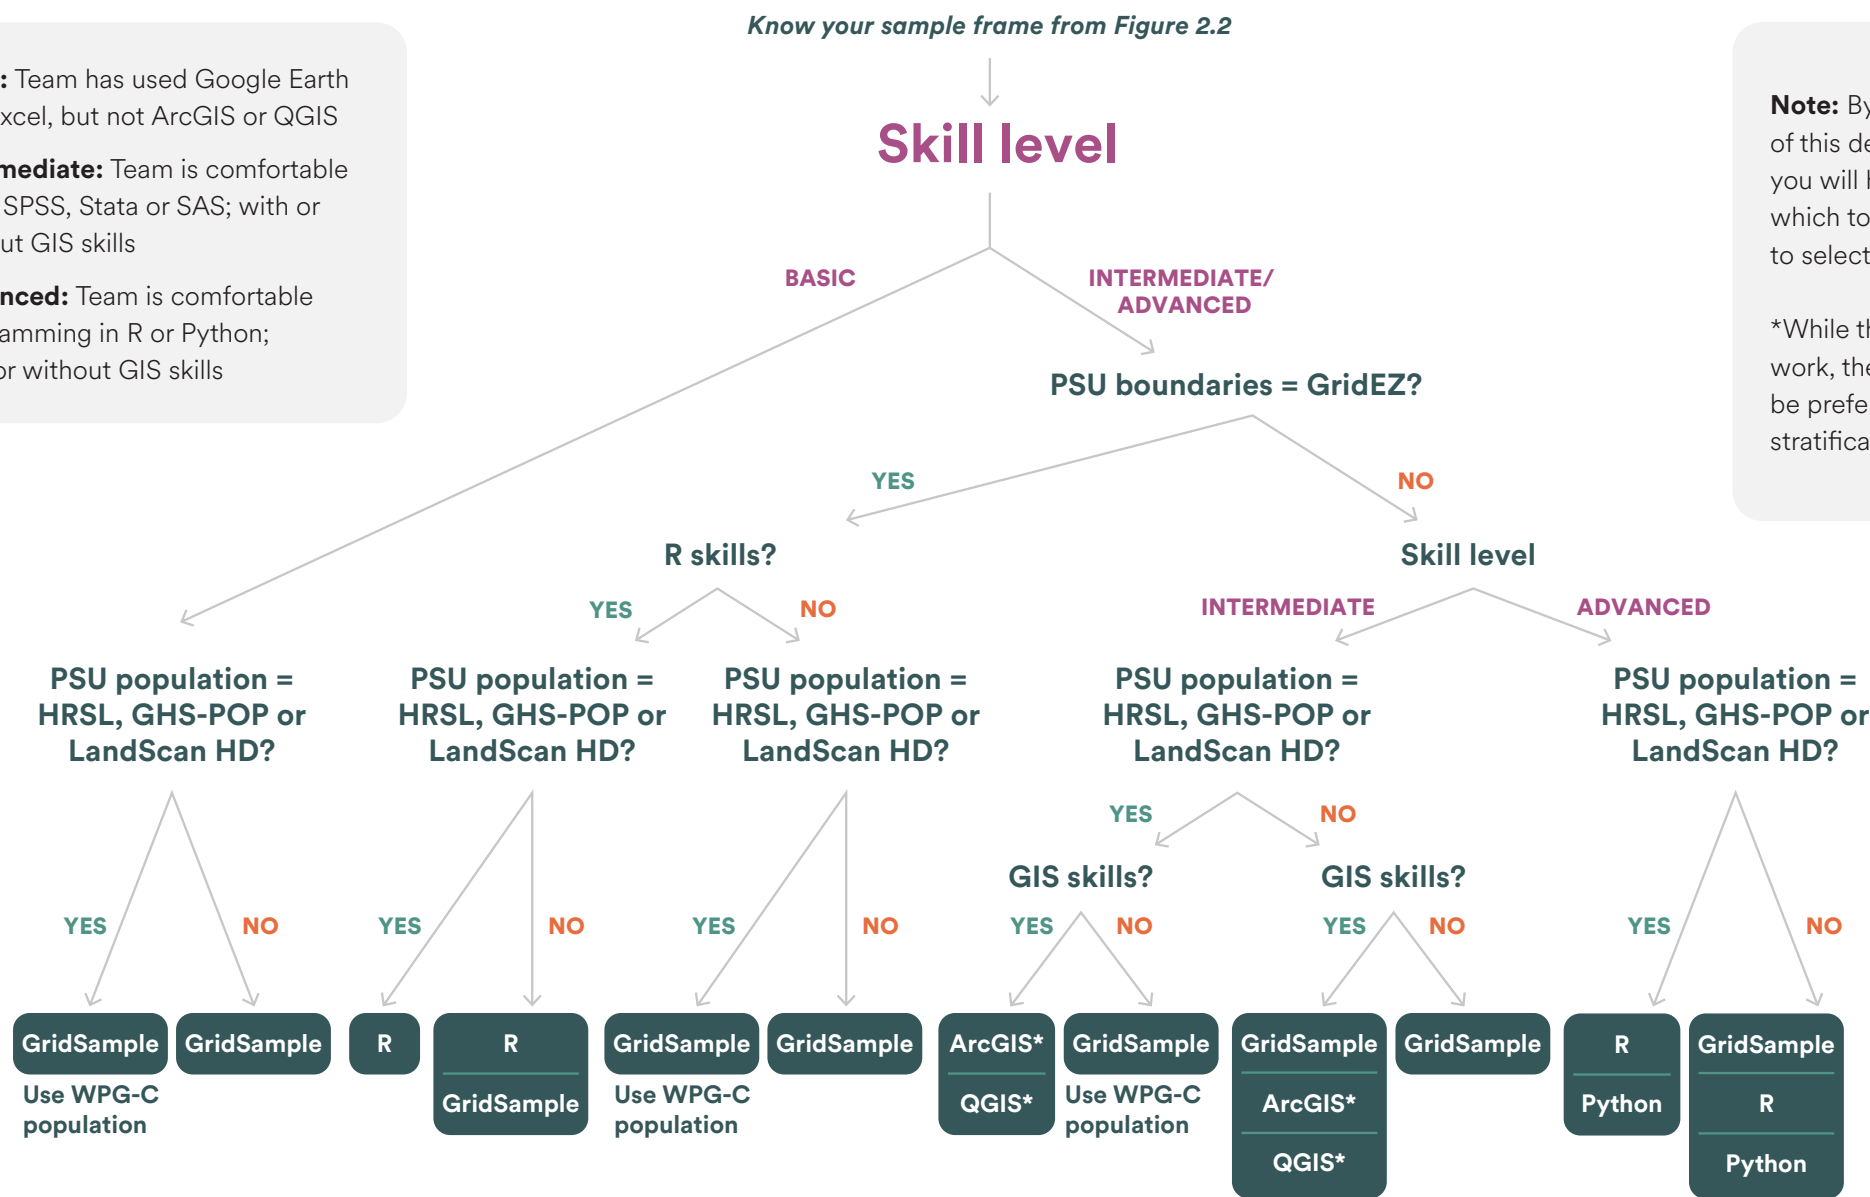 Know your sample frame from Figure 2.2
: Team has used Google Earth
xcel, but not ArcGIS or QGIS
mediate: Team is comfortable
SPSS, Stata or SAS; with or
ut GIS skills
nced: Team is comfortable
amming in R or Python;
or without GIS skills
Note: By
of this de
you will h
which to
to select
*While th
work, the
be prefe
stratifica
Skill level
BASIC
INTERMEDIATE/
ADVANCED
PSU boundaries = GridEZ?
YES
NO
R skills?
Skill level
YES
NO
INTERMEDIATE
ADVANCED
PSU population =
HRSL, GHS-POP or
LandScan HD?
PSU population =
HRSL, GHS-POP or
LandScan HD?
PSU population =
HRSL, GHS-POP or
LandScan HD?
PSU population =
HRSL, GHS-POP or
LandScan HD?
PSU population =
HRSL, GHS-POP or
LandScan HD?
YES
NO
GIS skills?
GIS skills?
YES
NO
YES
NO
YES
NO
YES
NO
YES
NO
YES
NO
GridSample
Use WPG-C
population
GridSample
R
R
GridSample
GridSample
Use WPG-C
population
GridSample
ArcGIS*
QGIS*
GridSample
Use WPG-C
population
GridSample
ArcGIS*
QGIS*
GridSample
R
Python
GridSample
R
Python